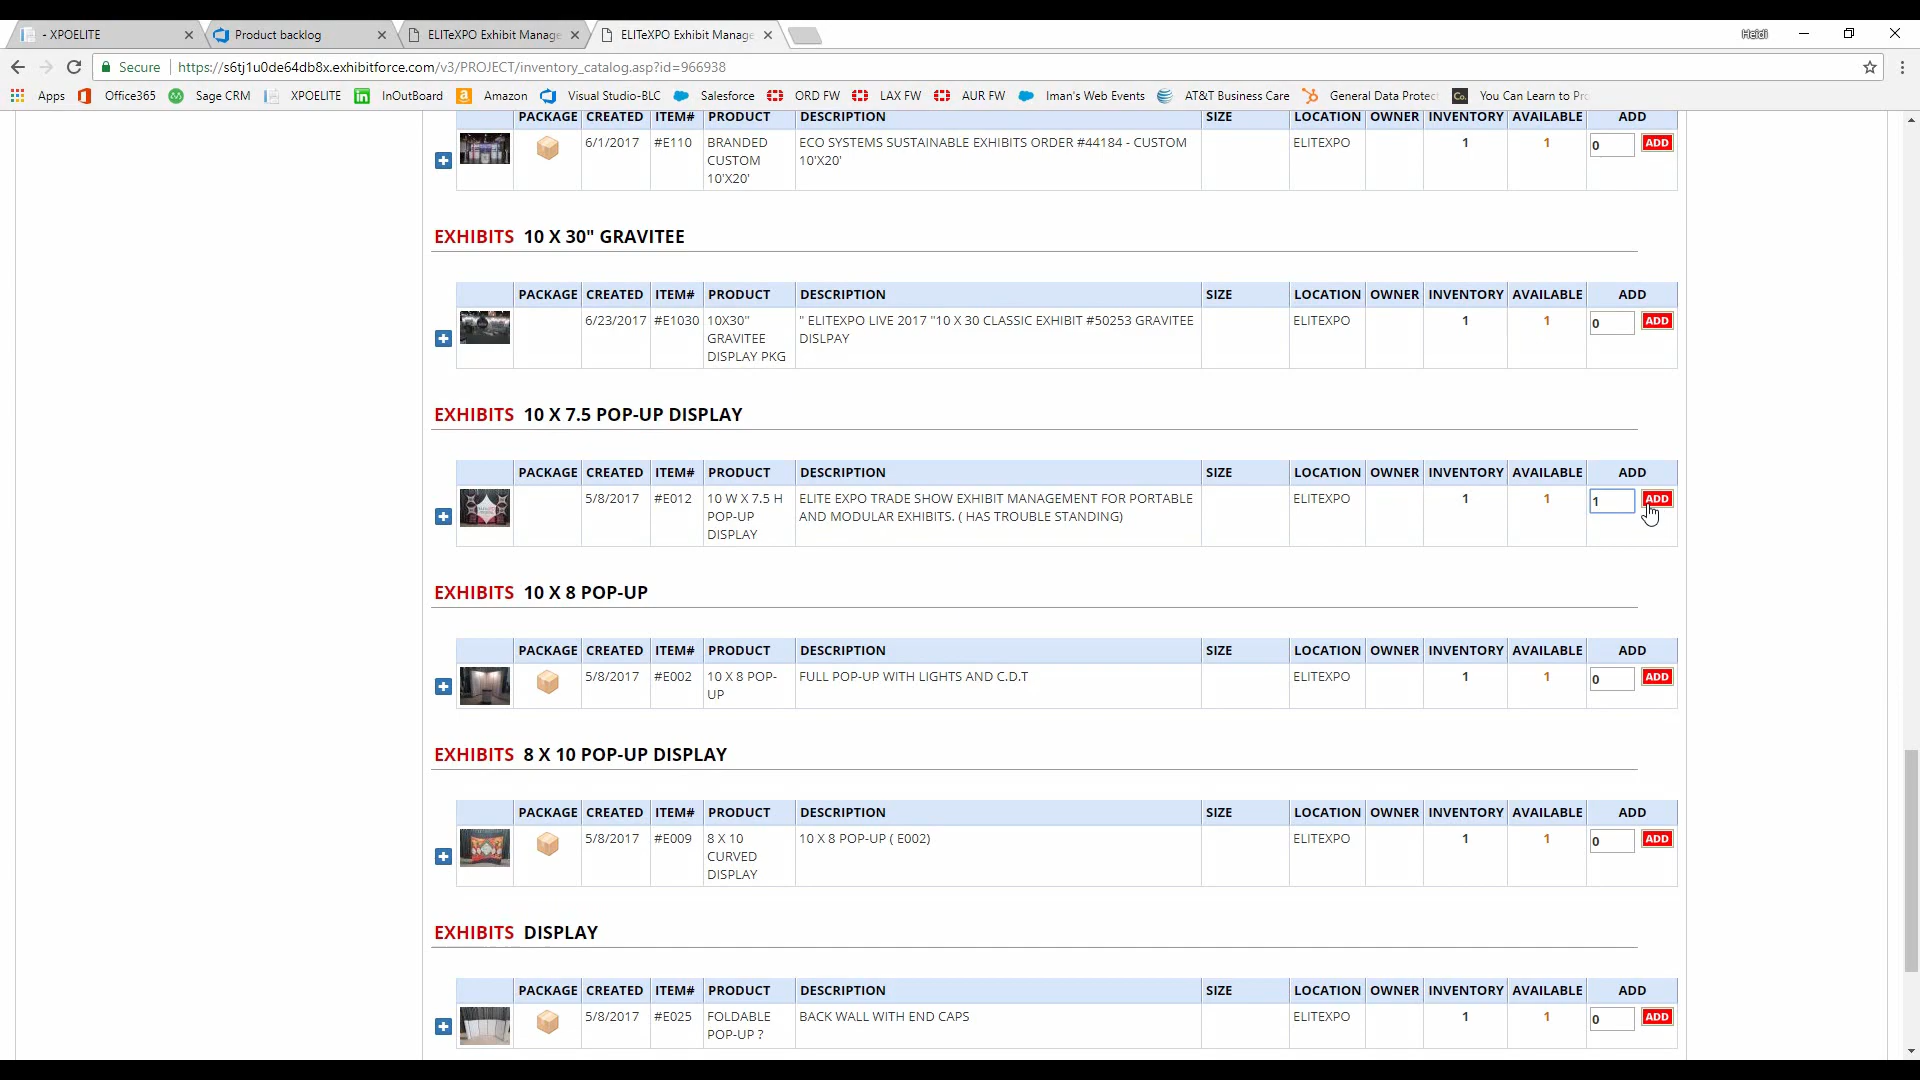 - XPOELITE
Product backlog
ELITeXPO Exhibit Manage
ELITeXPO Exhibit Manage
Heidi
Secure https://s6tj1u0de64db8x.exhibitforce.com/v3/PROJECT/inventory_catalog.asp?id=966938
Apps Office365 Sage CRM XPOELITE InOutBoard Amazon Visual Studio-BLC Salesforce ORD FW LAX FW AUR FW Iman's Web Events AT&T Business Care General Data Protec You Can Learn to Pr
PACKAGE CREATED ITEM# PRODUCT DESCRIPTION SIZE LOCATION OWNER INVENTORY AVAILABLE ADD
6/1/2017 #E110 BRANDED ECO SYSTEMS SUSTAINABLE EXHIBITS ORDER #44184 - CUSTOM ELITEXPO 1 1 0 ADD
CUSTOM 10'X20'
10'X20'
EXHIBITS 10 X 30" GRAVITEE
PACKAGE CREATED ITEM# PRODUCT DESCRIPTION SIZE LOCATION OWNER INVENTORY AVAILABLE ADD
6/23/2017 #E1030 10X30" " ELITEXPO LIVE 2017 "10 X 30 CLASSIC EXHIBIT #50253 GRAVITEE ELITEXPO 1 1 0 ADD
GRAVITEE DISLPAY
DISPLAY PKG
EXHIBITS 10 X 7.5 POP-UP DISPLAY
PACKAGE CREATED ITEM# PRODUCT DESCRIPTION SIZE LOCATION OWNER INVENTORY AVAILABLE ADD
5/8/2017 #E012 10 W X 7.5 H ELITE EXPO TRADE SHOW EXHIBIT MANAGEMENT FOR PORTABLE ELITEXPO 1 1 1 ADD
POP-UP AND MODULAR EXHIBITS. ( HAS TROUBLE STANDING)
DISPLAY
EXHIBITS 10 X 8 POP-UP
PACKAGE CREATED ITEM# PRODUCT DESCRIPTION SIZE LOCATION OWNER INVENTORY AVAILABLE ADD
5/8/2017 #E002 10 X 8 POP- FULL POP-UP WITH LIGHTS AND C.D.T ELITEXPO 1 1 0 ADD
UP
EXHIBITS 8 X 10 POP-UP DISPLAY
PACKAGE CREATED ITEM# PRODUCT DESCRIPTION SIZE LOCATION OWNER INVENTORY AVAILABLE ADD
5/8/2017 #E009 8 X 10 10 X 8 POP-UP ( E002) ELITEXPO 1 1 0 ADD
CURVED
DISPLAY
EXHIBITS DISPLAY
PACKAGE CREATED ITEM# PRODUCT DESCRIPTION SIZE LOCATION OWNER INVENTORY AVAILABLE ADD
5/8/2017 #E025 FOLDABLE BACK WALL WITH END CAPS ELITEXPO 1 1 0 ADD
POP-UP ?